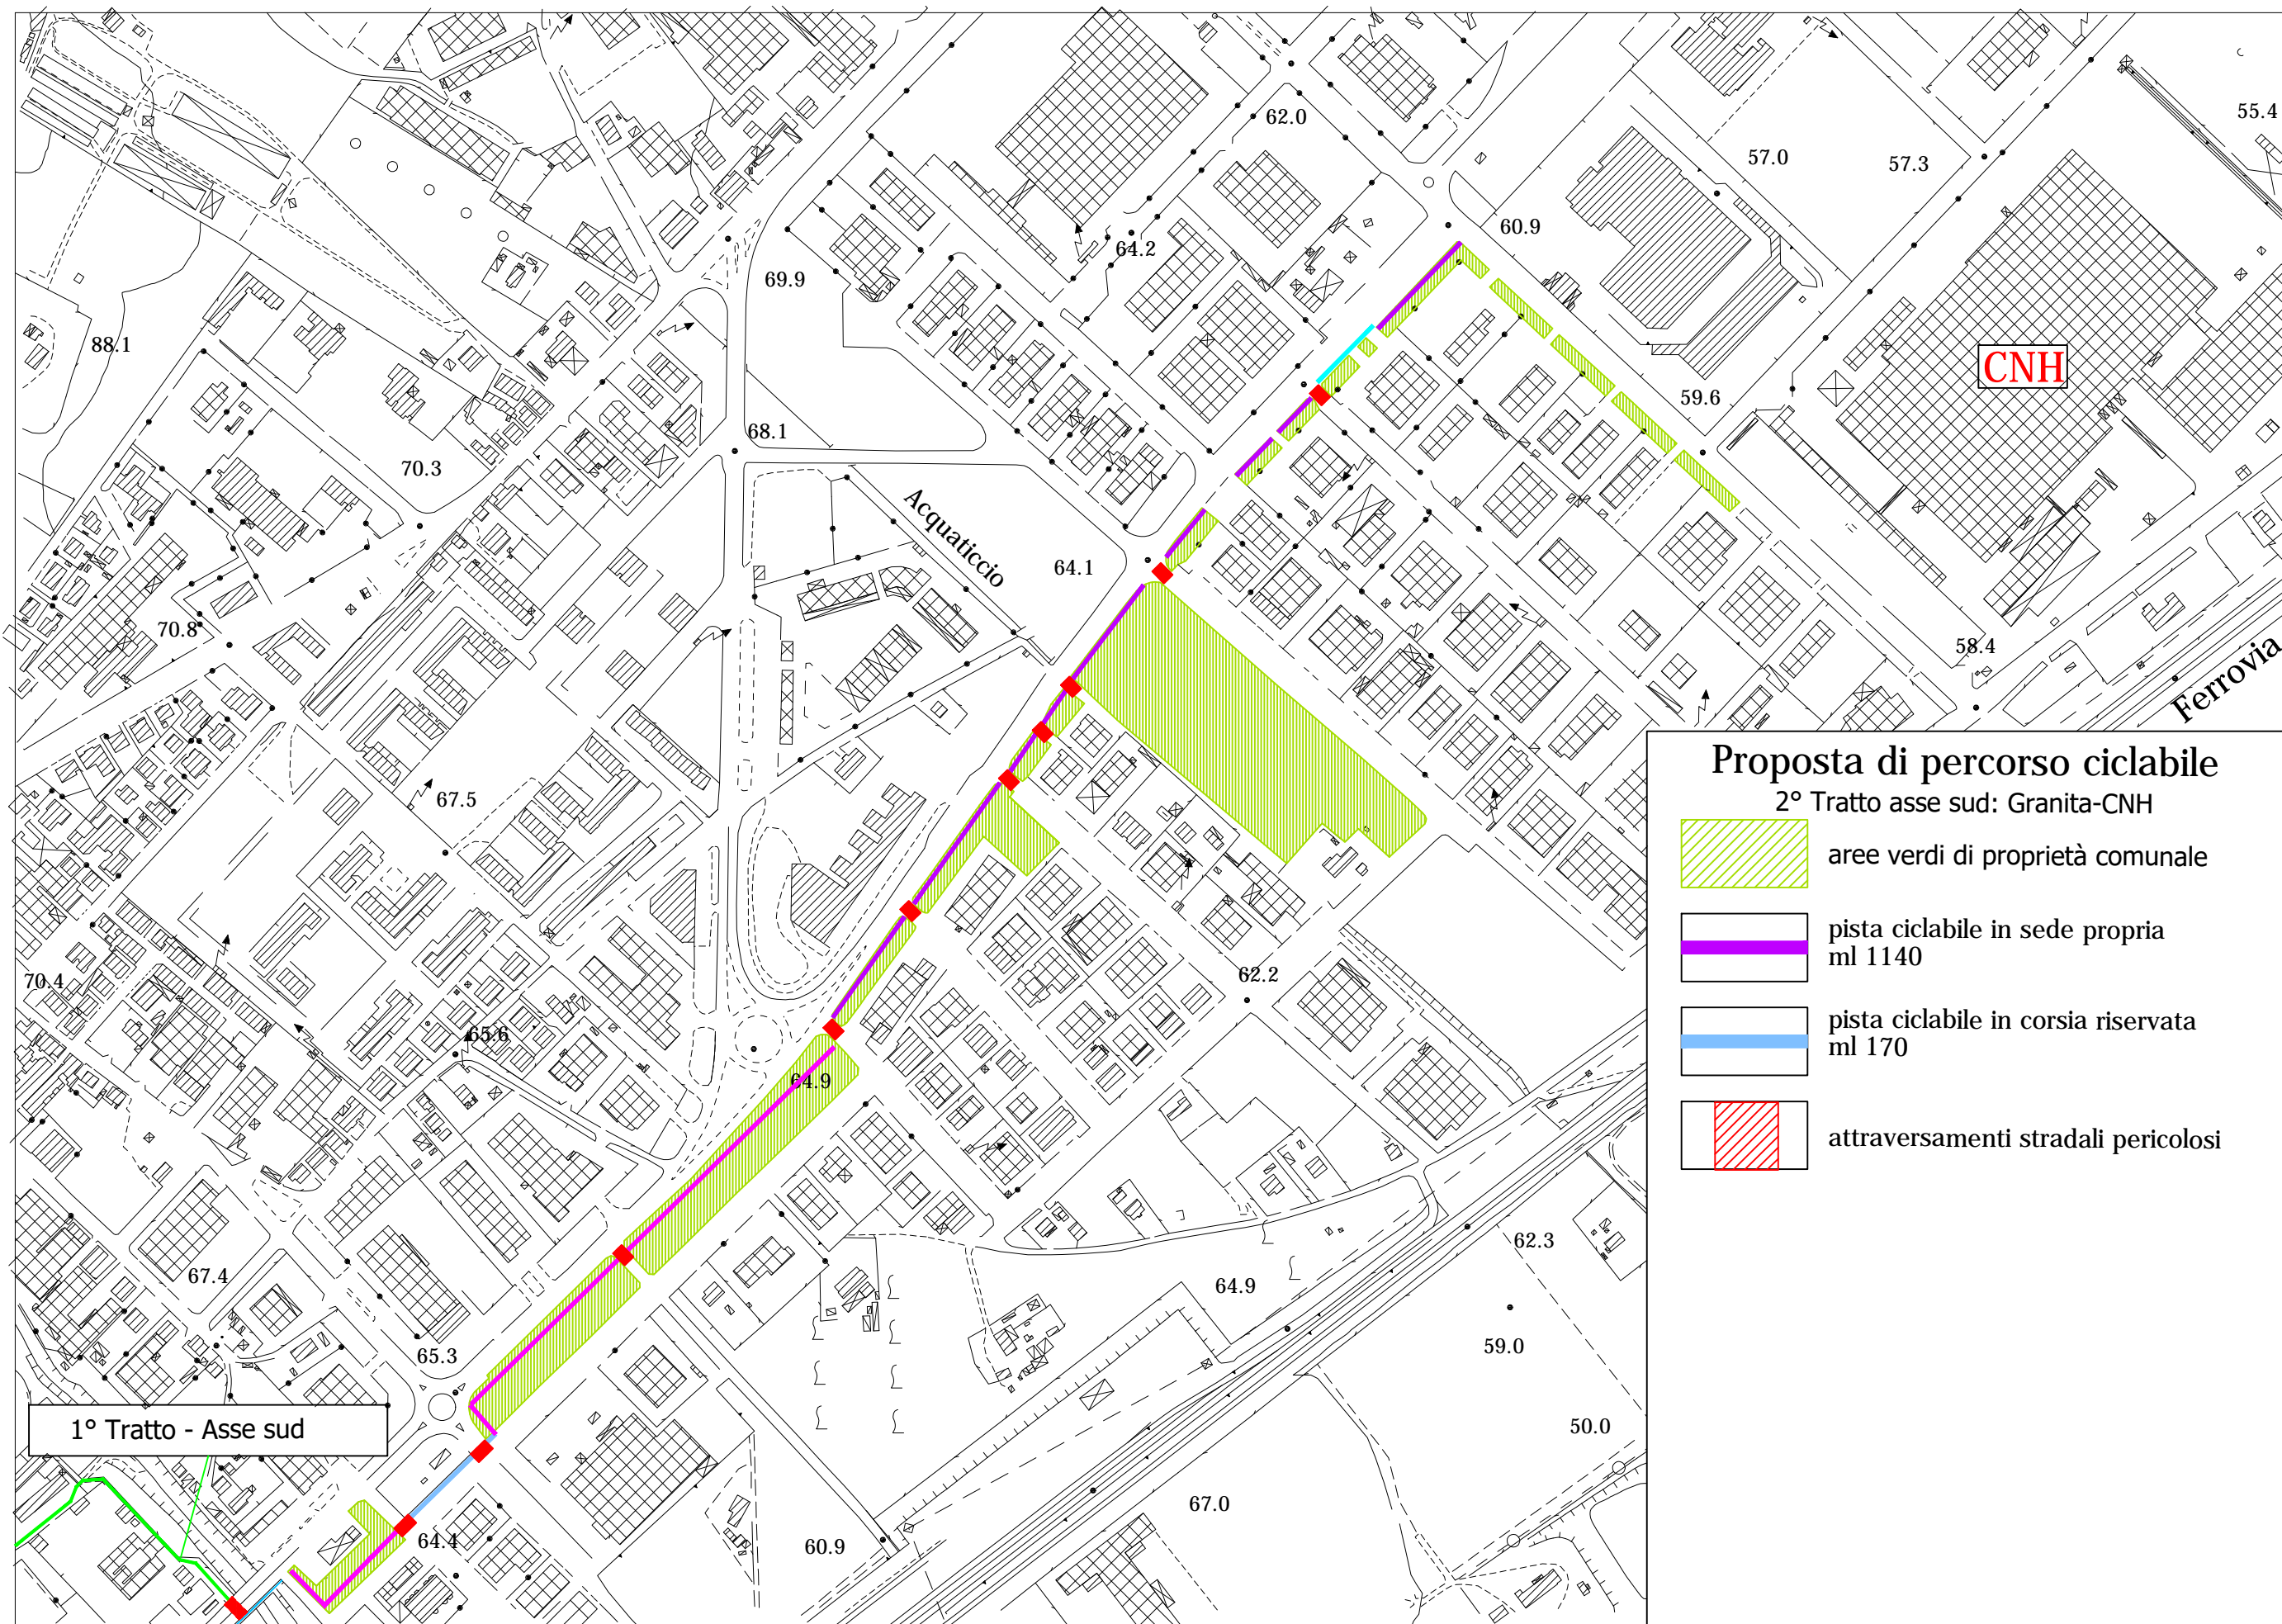 55.4
62.0
57.0
57.3
60.9
64.2
69.9
88.1
CNH
59.6
68.1
70.3
Acquaticcio
64.1
70.8
58.4
Ferrovia
67.5
62.2
70.4
65.6
64.9
62.3
67.4
64.9
59.0
65.3
50.0
67.0
64.4
60.9
1° Tratto - Asse sud
Proposta di percorso ciclabile
2° Tratto asse sud: Granita-CNH
aree verdi di proprietà comunale
pista ciclabile in sede propria
ml 1140
pista ciclabile in corsia riservata
ml 170
attraversamenti stradali pericolosi